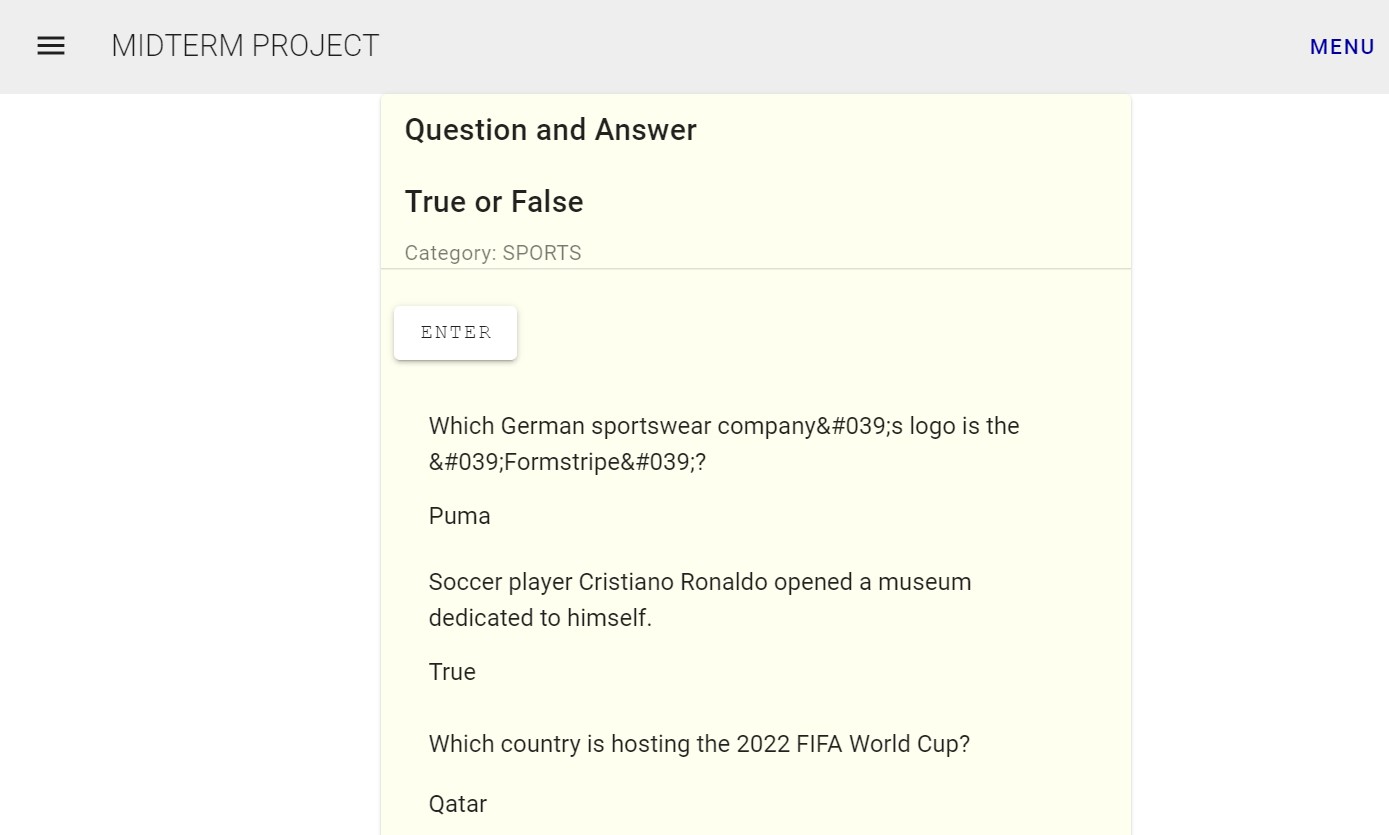 MIDTERM PROJECT
MENU
Question and Answer
True or False
Category: SPORTS
ENTER
Which German sportswear company&#039;s logo is the
&#039;Formstripe&#039;?
Puma
Soccer player Cristiano Ronaldo opened a museum
dedicated to himself.
True
Which country is hosting the 2022 FIFA World Cup?
Qatar